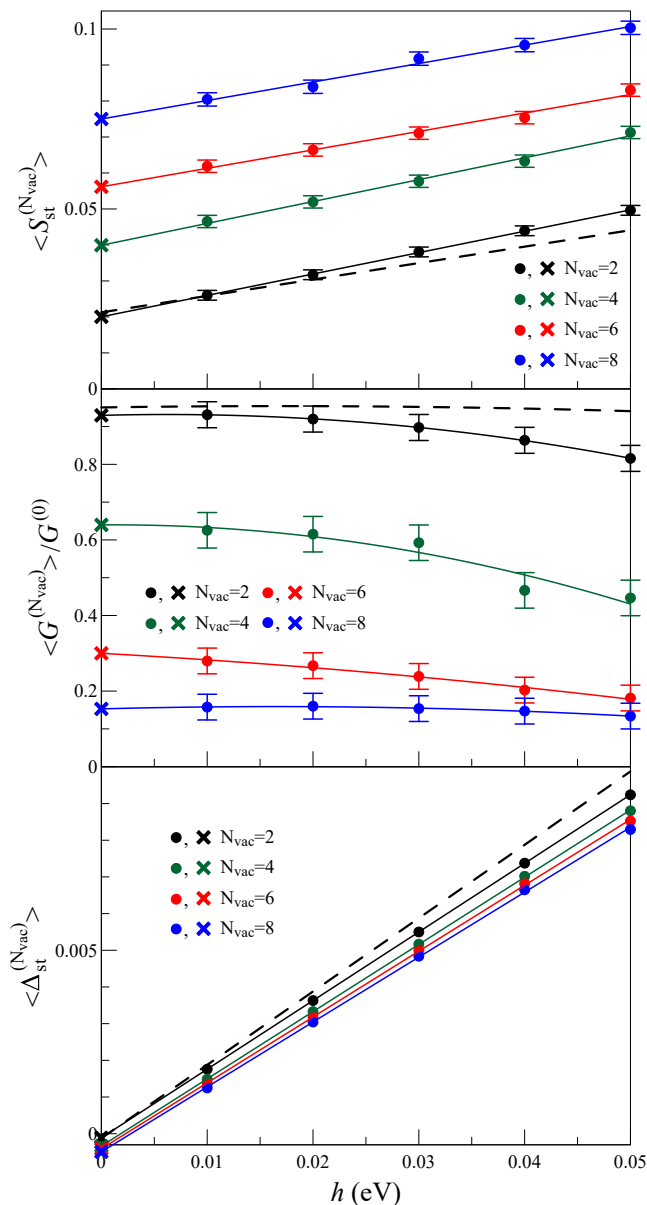 0.1
0.05
0
<S_st^(N_vac)>
●, × N_vac=2
●, × N_vac=4
●, × N_vac=6
●, × N_vac=8
0.8
0.6
0.4
0.2
0
<G^(N_vac)>/G^(0)
●, × N_vac=2 ●, × N_vac=6
●, × N_vac=4 ●, × N_vac=8
0.005
0
<Δ_st^(N_vac)>
●, × N_vac=2
●, × N_vac=4
●, × N_vac=6
●, × N_vac=8
0 0.01 0.02 0.03 0.04 0.05
h (eV)